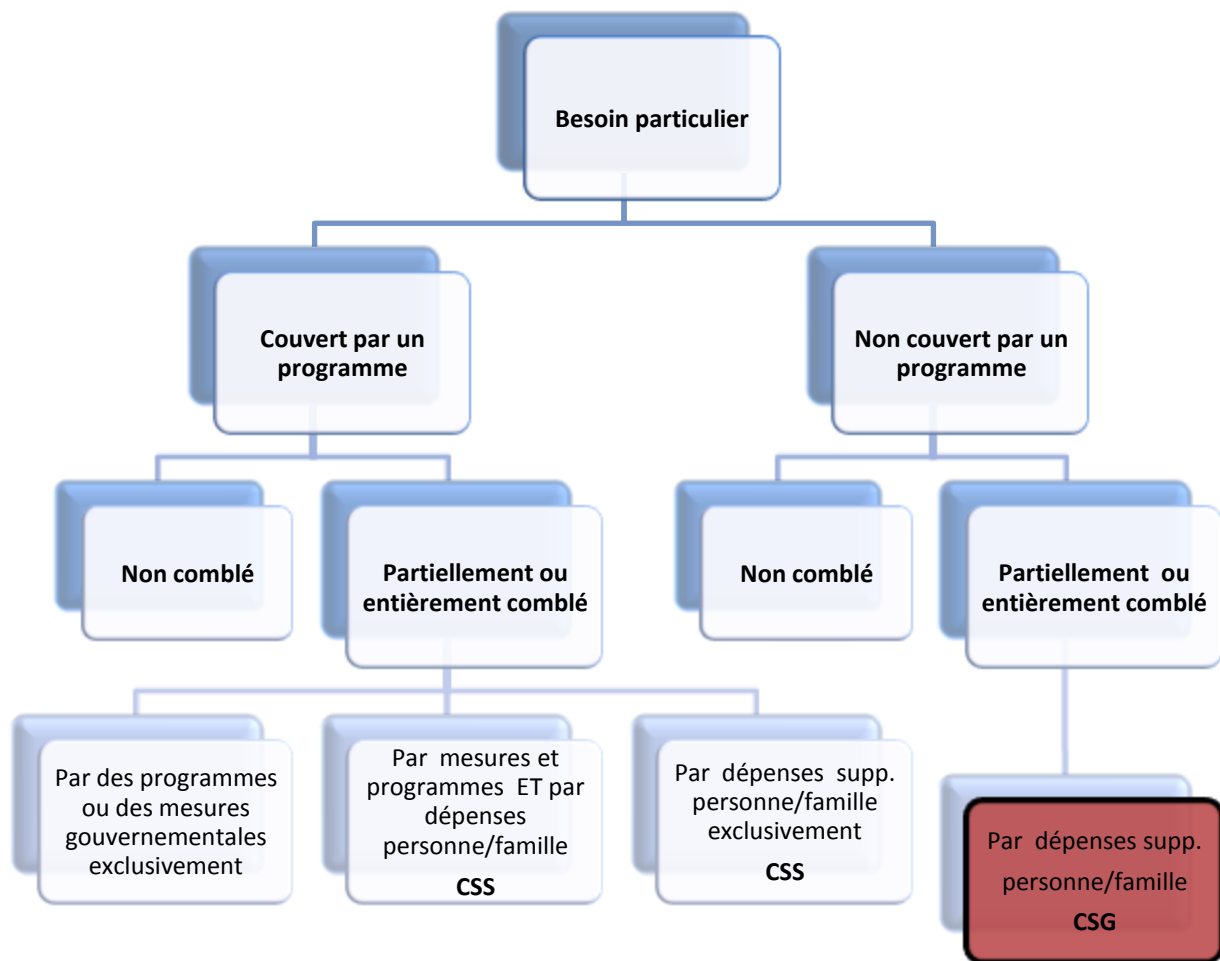 Besoin particulier
Couvert par un
programme
Non couvert par un
programme
Non comblé
Partiellement ou
entièrement comblé
Non comblé
Partiellement ou
entièrement comblé
Par des programmes
ou des mesures
gouvernementales
exclusivement
Par mesures et
programmes ET par
dépenses
personne/famille
CSS
Par dépenses supp.
personne/famille
exclusivement
CSS
Par dépenses supp.
personne/famille
CSG